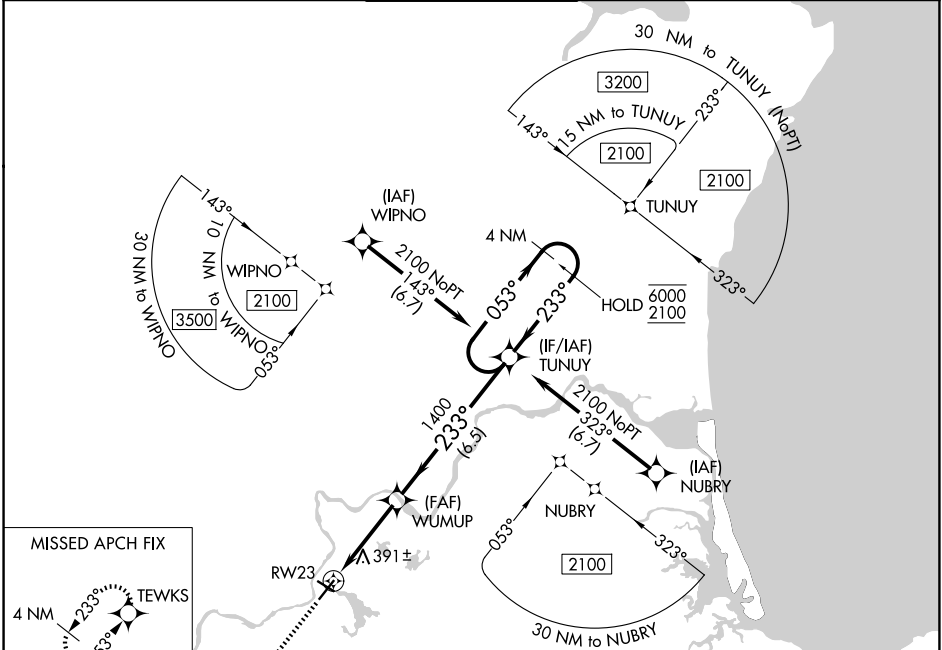 30 NM to TUNUY (NoPT)
3200
233°
143°
15 NM to TUNUY
2100
2100
TUNUY
323°
143°
10 NM to WIPNO
30 NM to WIPNO
WIPNO
2100
3500
053°
(IAF)
WIPNO
2100 NoPT
143°
(6.7)
4 NM
053°
233°
HOLD
6000
2100
(IF/IAF)
TUNUY
1400
233°
(6.5)
2100 NoPT
323°
(6.7)
(IAF)
NUBRY
(FAF)
WUMUP
NUBRY
053°
323°
2100
30 NM to NUBRY
391±
RW23
MISSED APCH FIX
TEWKS
4 NM
233°